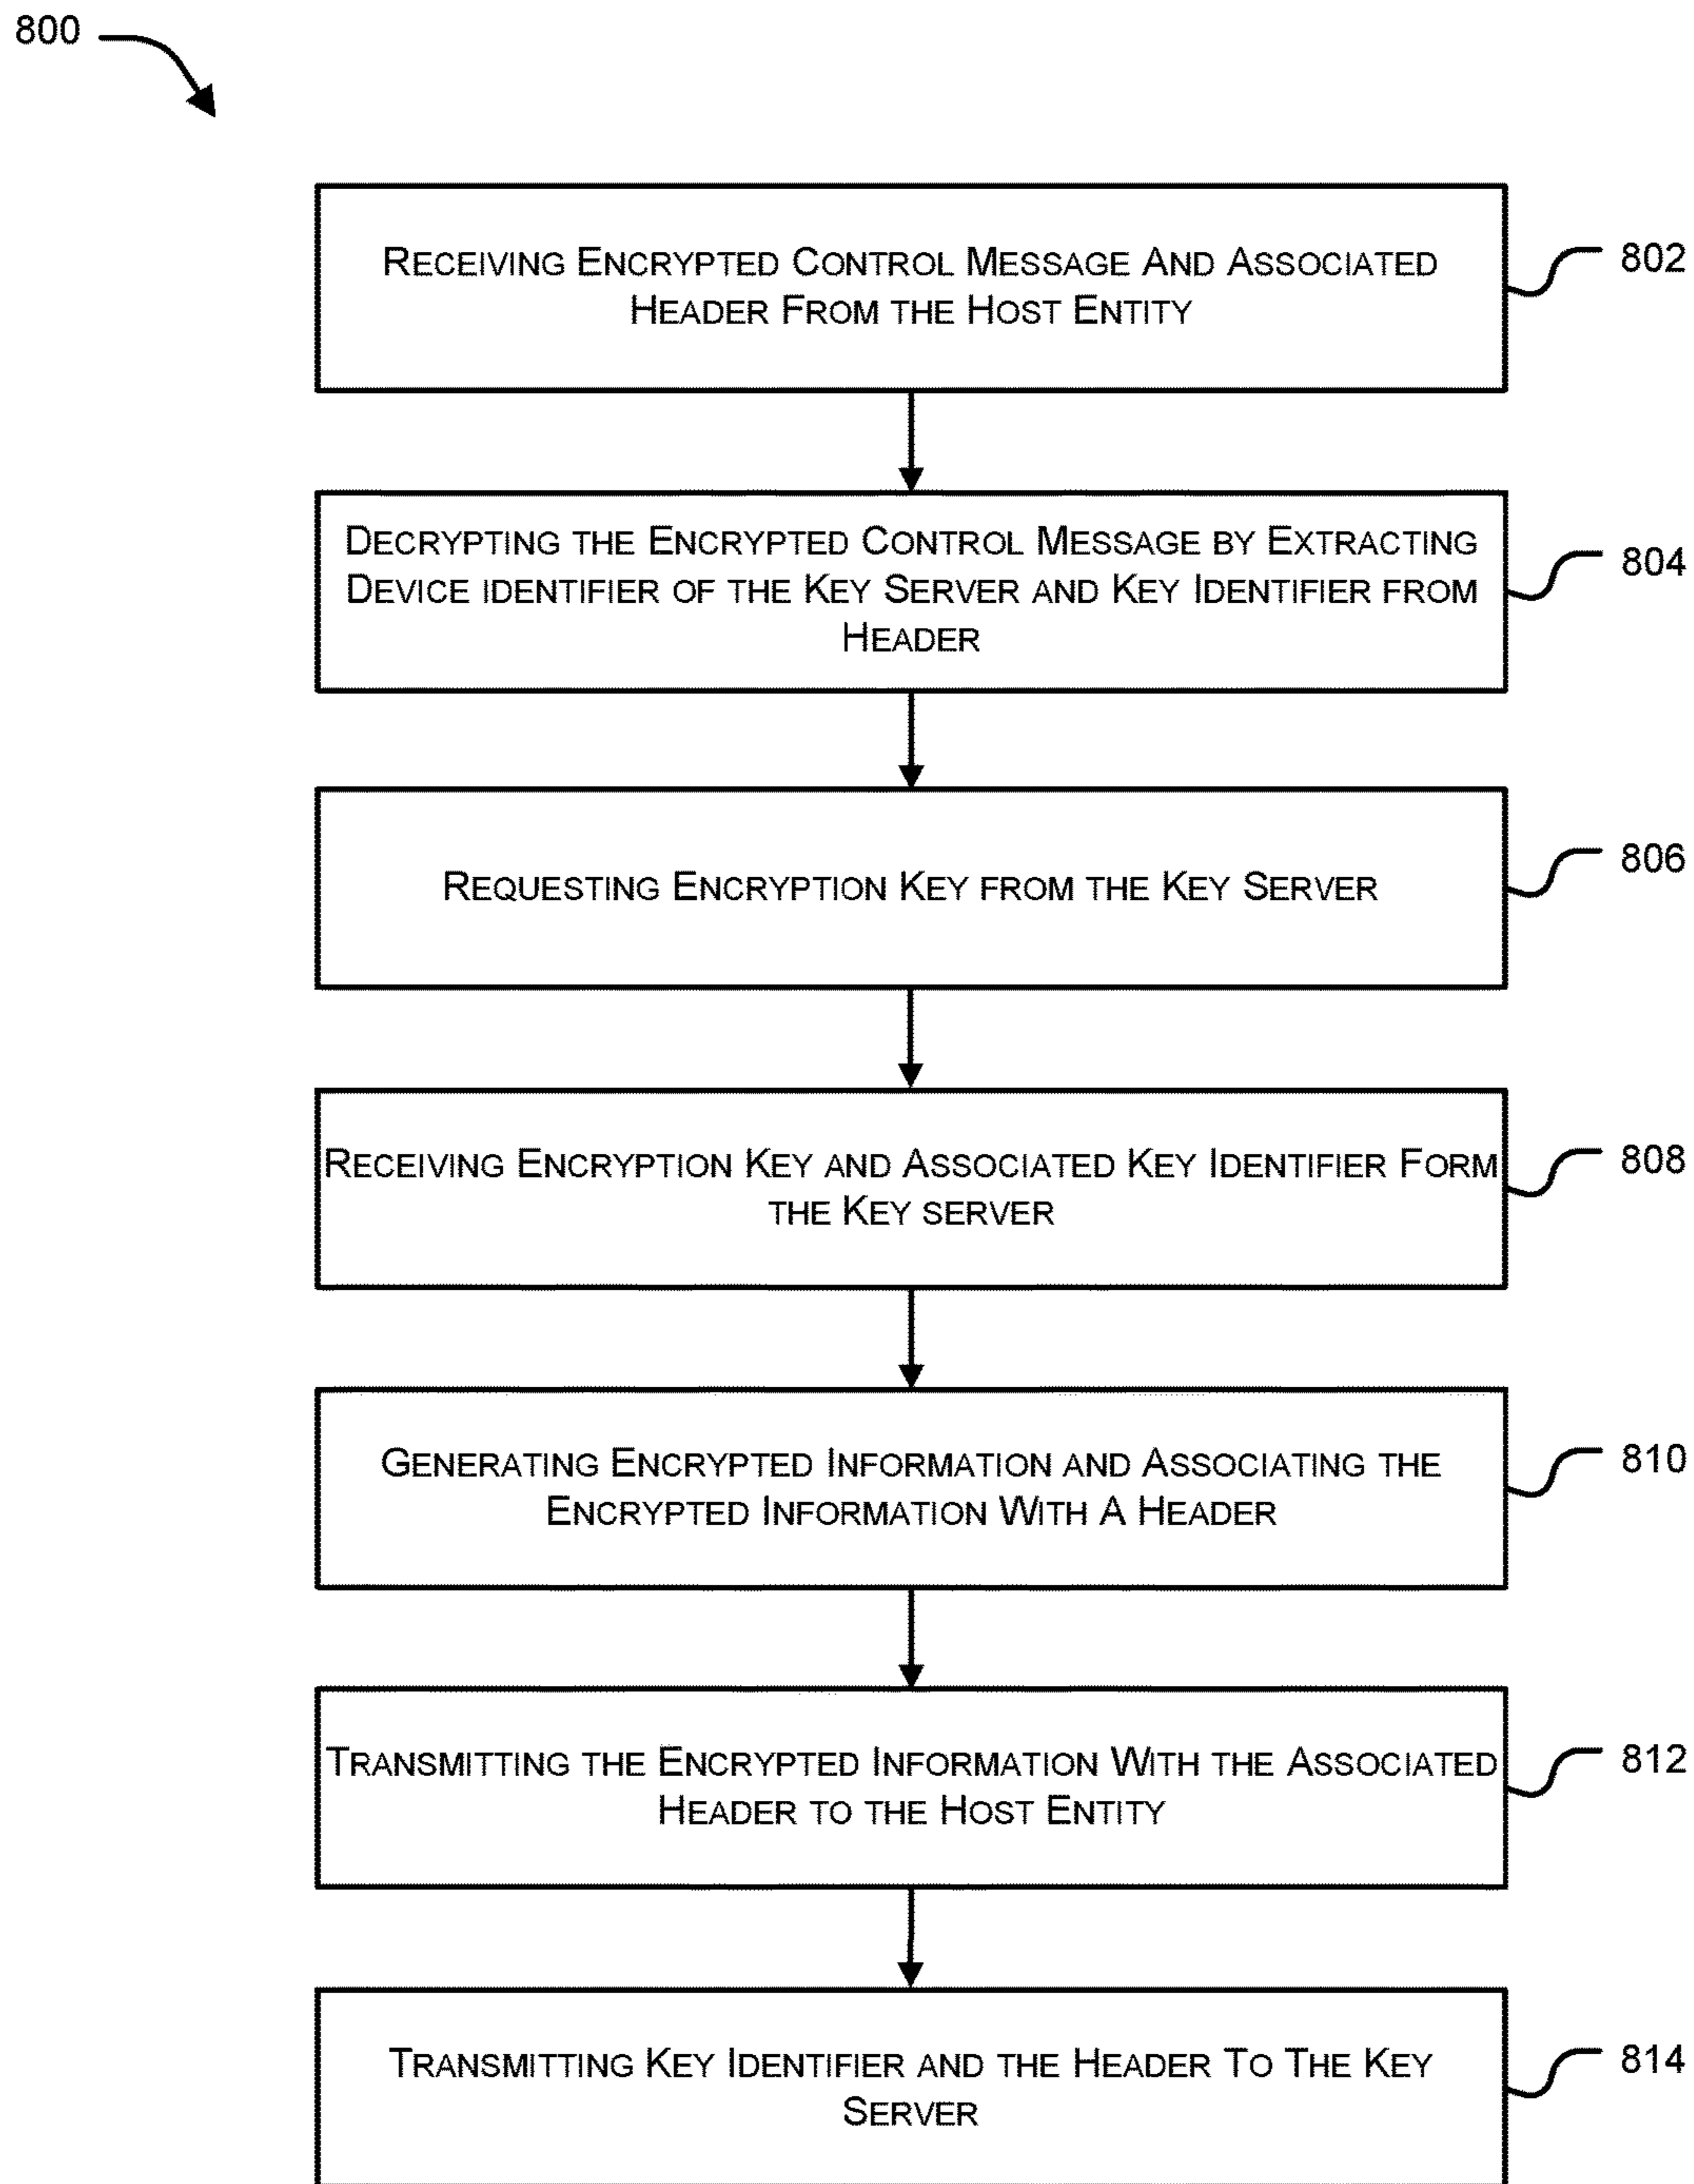 800
RECEIVING ENCRYPTED CONTROL MESSAGE AND ASSOCIATED
HEADER FROM THE HOST ENTITY
802
DECRYPTING THE ENCRYPTED CONTROL MESSAGE BY EXTRACTING
DEVICE IDENTIFIER OF THE KEY SERVER AND KEY IDENTIFIER FROM
HEADER
804
REQUESTING ENCRYPTION KEY FROM THE KEY SERVER
806
RECEIVING ENCRYPTION KEY AND ASSOCIATED KEY IDENTIFIER FORM
THE KEY SERVER
808
GENERATING ENCRYPTED INFORMATION AND ASSOCIATING THE
ENCRYPTED INFORMATION WITH A HEADER
810
TRANSMITTING THE ENCRYPTED INFORMATION WITH THE ASSOCIATED
HEADER TO THE HOST ENTITY
812
TRANSMITTING KEY IDENTIFIER AND THE HEADER TO THE KEY
SERVER
814